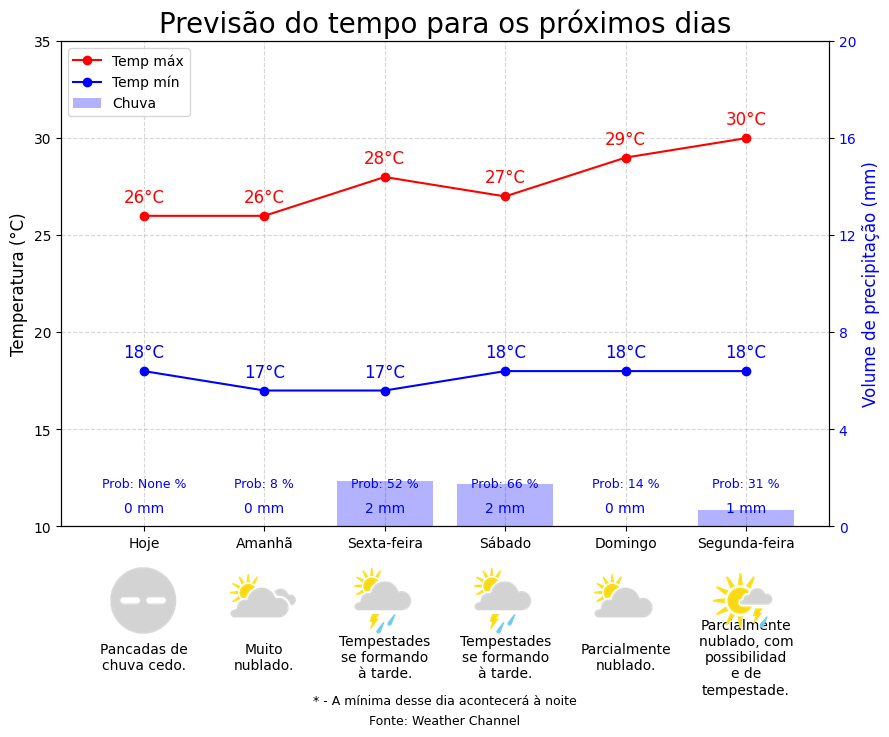 Previsão do tempo para os próximos dias
35
30
25
20
15
10
Temperatura (°C)
20
16
12
8
4
0
Volume de precipitação (mm)
Temp máx
Temp mín
Chuva
26°C 26°C 28°C 27°C 29°C 30°C
18°C 17°C 17°C 18°C 18°C 18°C
Prob: None % Prob: 8 % Prob: 52 % Prob: 66 % Prob: 14 % Prob: 31 %
0 mm 0 mm 2 mm 2 mm 0 mm 1 mm
Hoje Amanhã Sexta-feira Sábado Domingo Segunda-feira
Pancadas de
chuva cedo.
Muito
nublado.
Tempestades
se formando
à tarde.
Tempestades
se formando
à tarde.
Parcialmente
nublado.
Parcialmente
nublado, com
possibilidad
e de
tempestade.
* - A mínima desse dia acontecerá à noite
Fonte: Weather Channel